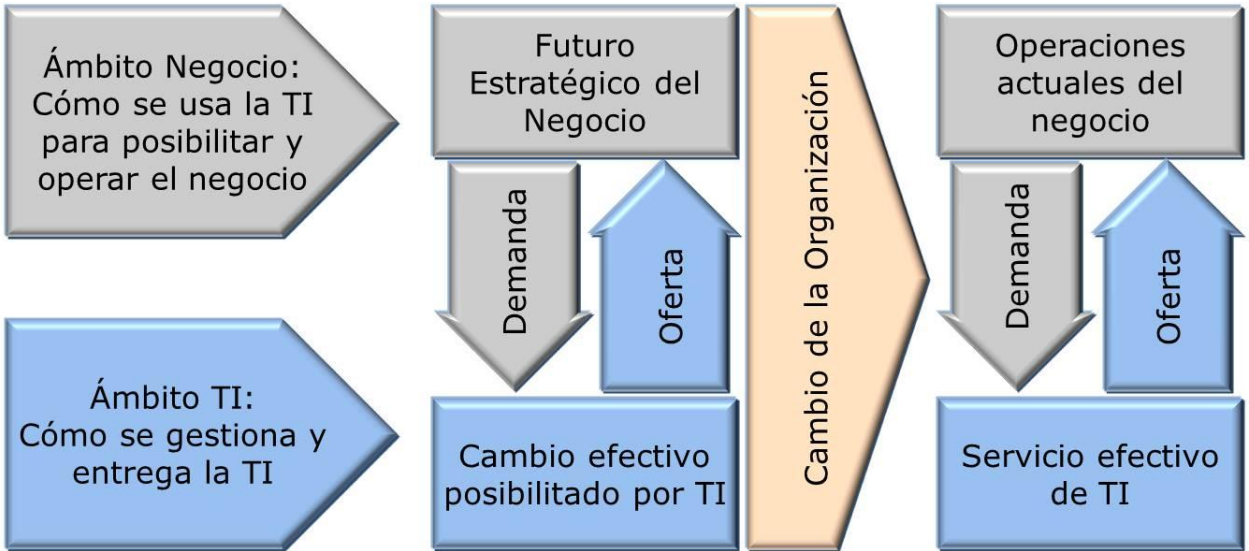 Ámbito Negocio:
Cómo se usa la TI
para posibilitar y
operar el negocio
Futuro
Estratégico del
Negocio
Operaciones
actuales del
negocio
Demanda
Oferta
Cambio de la Organización
Demanda
Oferta
Ámbito TI:
Cómo se gestiona y
entrega la TI
Cambio efectivo
posibilitado por TI
Servicio efectivo
de TI